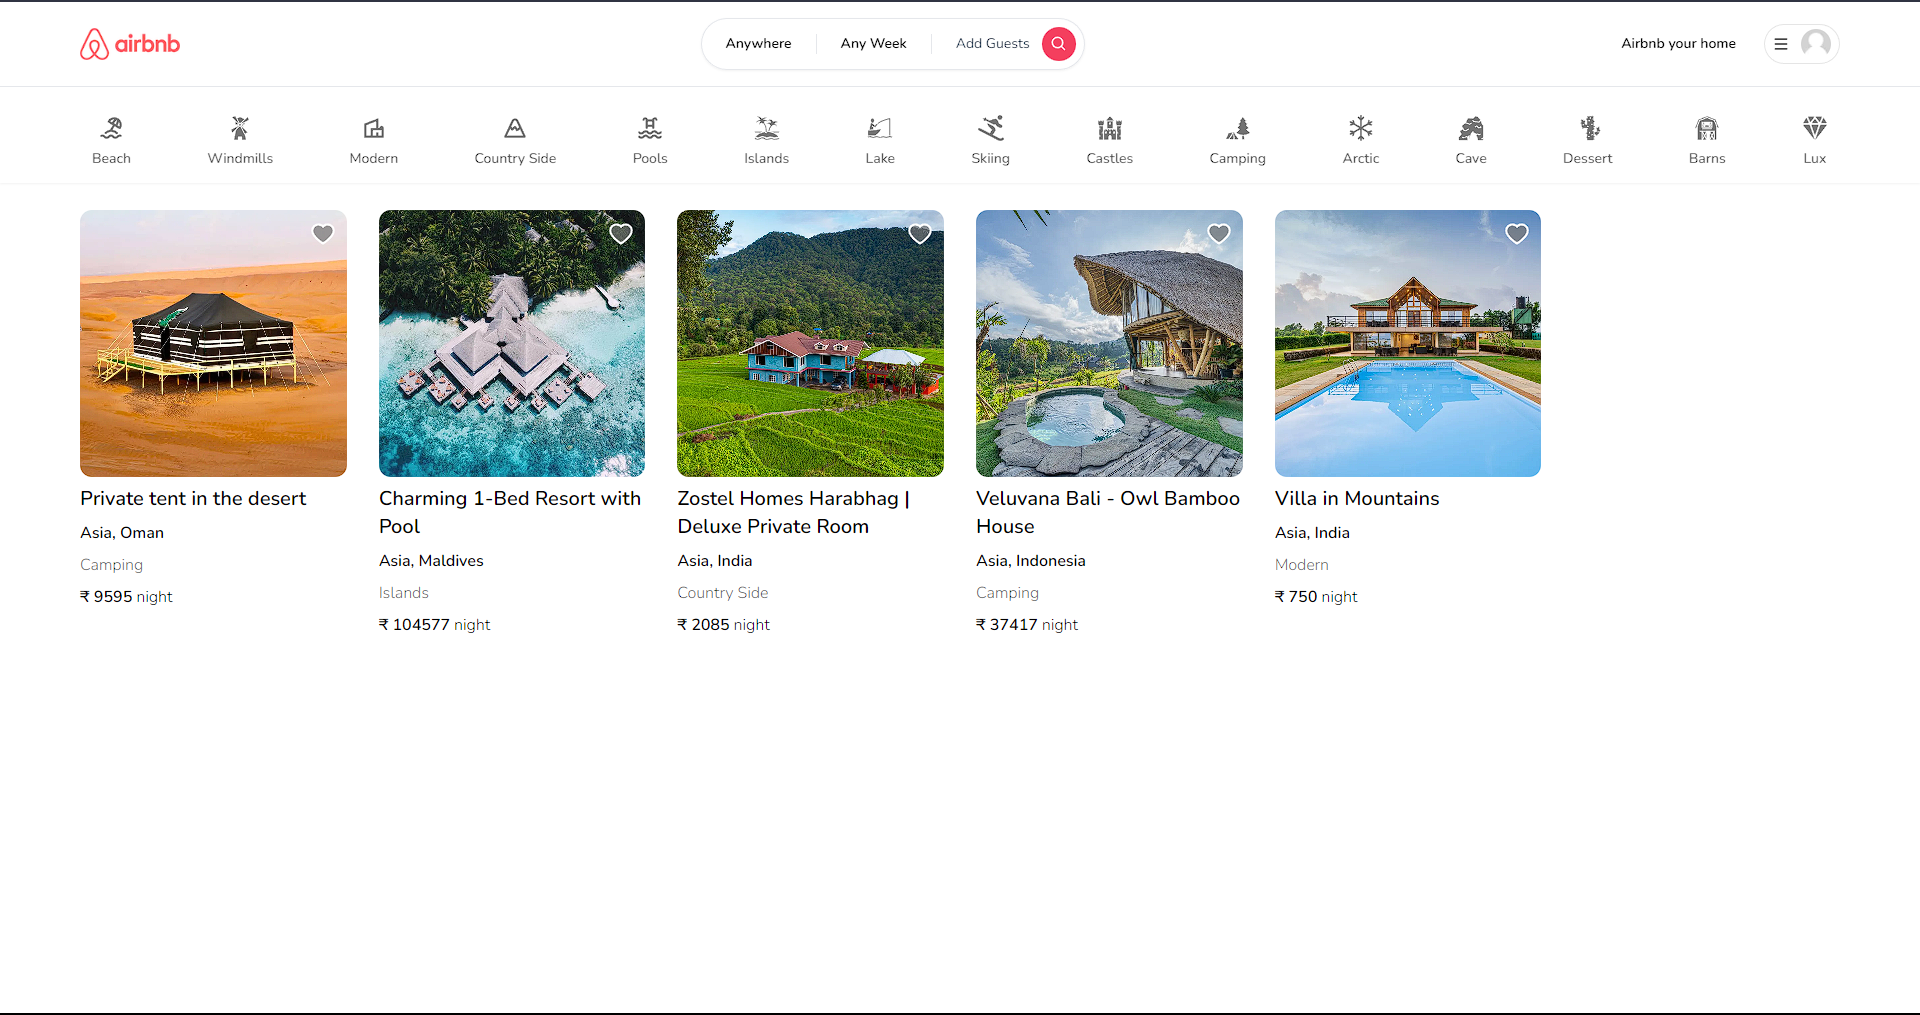 airbnb
Anywhere
Any Week
Add Guests
Airbnb your home
Beach
Windmills
Modern
Country Side
Pools
Islands
Lake
Skiing
Castles
Camping
Arctic
Cave
Dessert
Barns
Lux
Private tent in the desert
Asia, Oman
Camping
₹ 9595 night
Charming 1-Bed Resort with
Pool
Asia, Maldives
Islands
₹ 104577 night
Zostel Homes Harabhag |
Deluxe Private Room
Asia, India
Country Side
₹ 2085 night
Veluvana Bali - Owl Bamboo
House
Asia, Indonesia
Camping
₹ 37417 night
Villa in Mountains
Asia, India
Modern
₹ 750 night